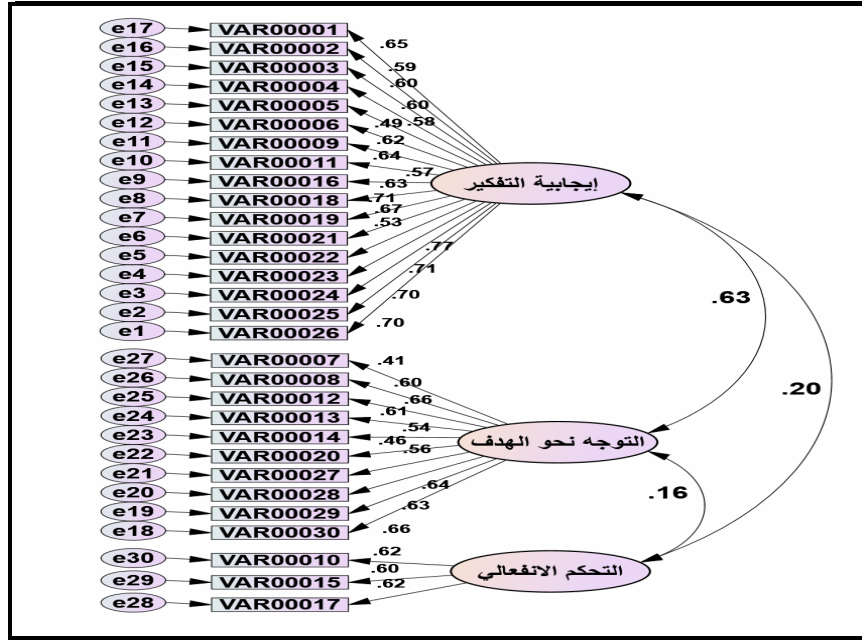 e17 VAR00001 .65
e16 VAR00002 .59
e15 VAR00003 .60
e14 VAR00004 .60
e13 VAR00005 .58
e12 VAR00006 .49
e11 VAR00009 .62
e10 VAR00011 .64
e9 VAR00016 .57
e8 VAR00018 .63
e7 VAR00019 .71
e6 VAR00021 .67
e5 VAR00022 .53
e4 VAR00023 .77
e3 VAR00024 .71
e2 VAR00025 .70
e1 VAR00026 .70
إيجابية التفكير
.63
.20
e27 VAR00007 .41
e26 VAR00008 .60
e25 VAR00012 .66
e24 VAR00013 .61
e23 VAR00014 .54
e22 VAR00020 .46
e21 VAR00027 .56
e20 VAR00028 .64
e19 VAR00029 .63
e18 VAR00030 .66
التوجه نحو الهدف
.16
e30 VAR00010 .62
e29 VAR00015 .60
e28 VAR00017 .62
التحكم الانفعالي